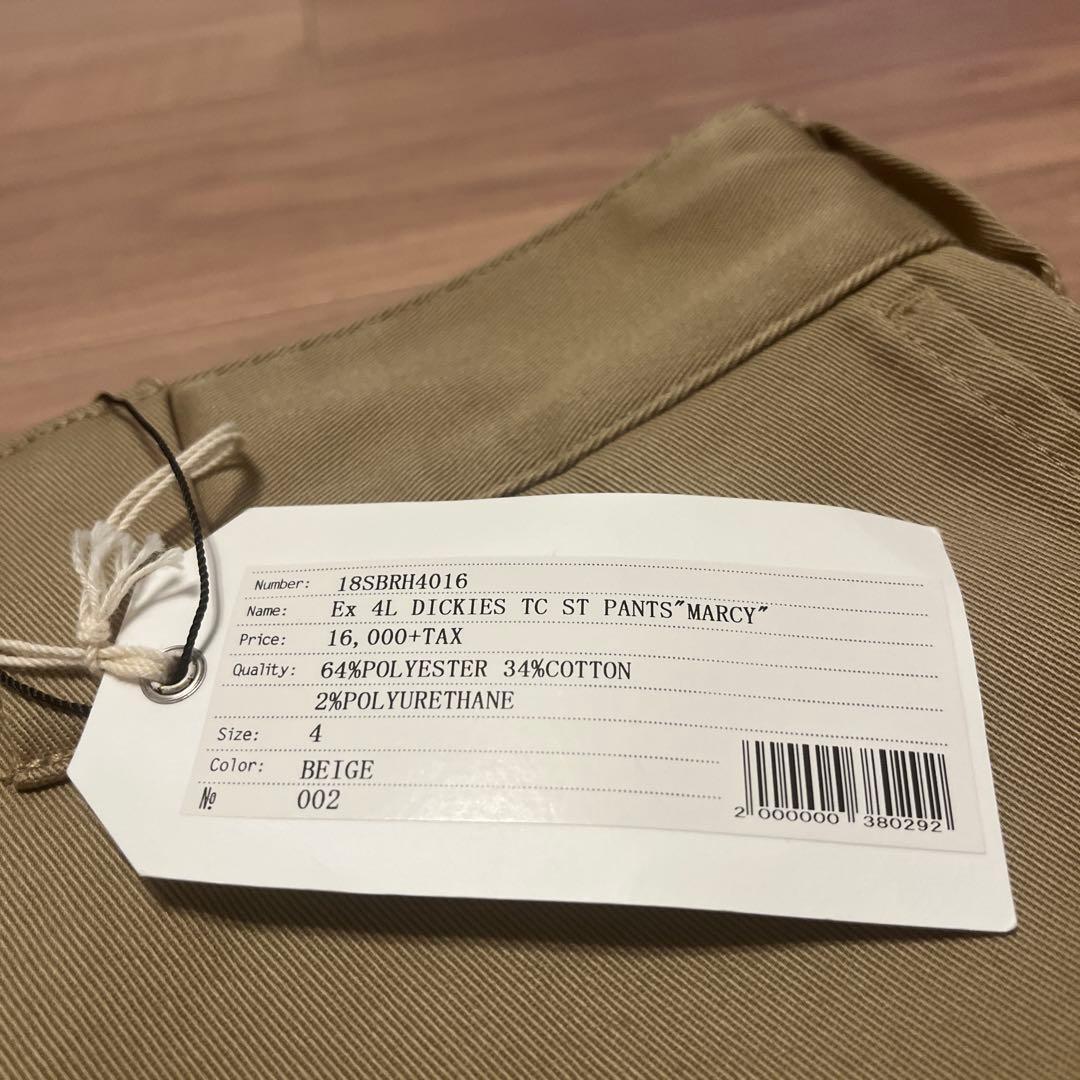 Number: 18SBRH4016
Name: Ex 4L DICKIES TC ST PANTS"MARCY"
Price: 16,000+TAX
Quality: 64%POLYESTER 34%COTTON
2%POLYURETHANE
Size: 4
Color: BEIGE
№ 002
2 000000 380292